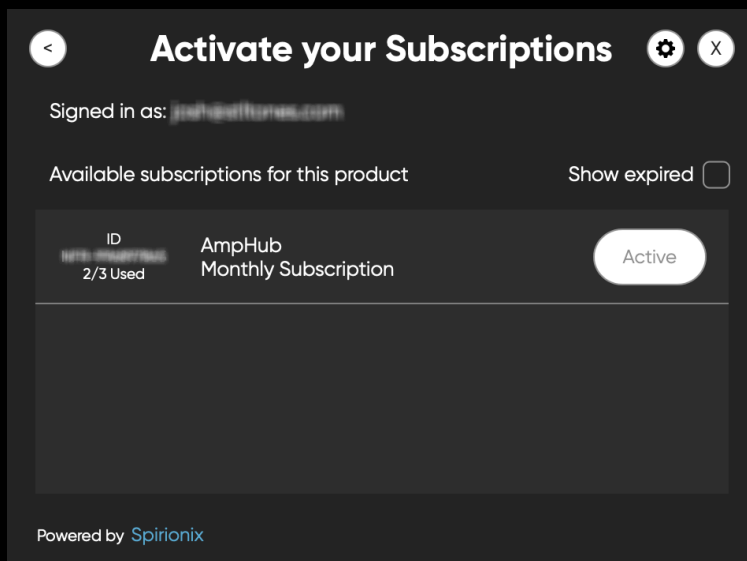 <
Activate your Subscriptions
X
Signed in as:
Available subscriptions for this product
Show expired
ID
2/3 Used
AmpHub
Monthly Subscription
Active
Powered by Spirionix